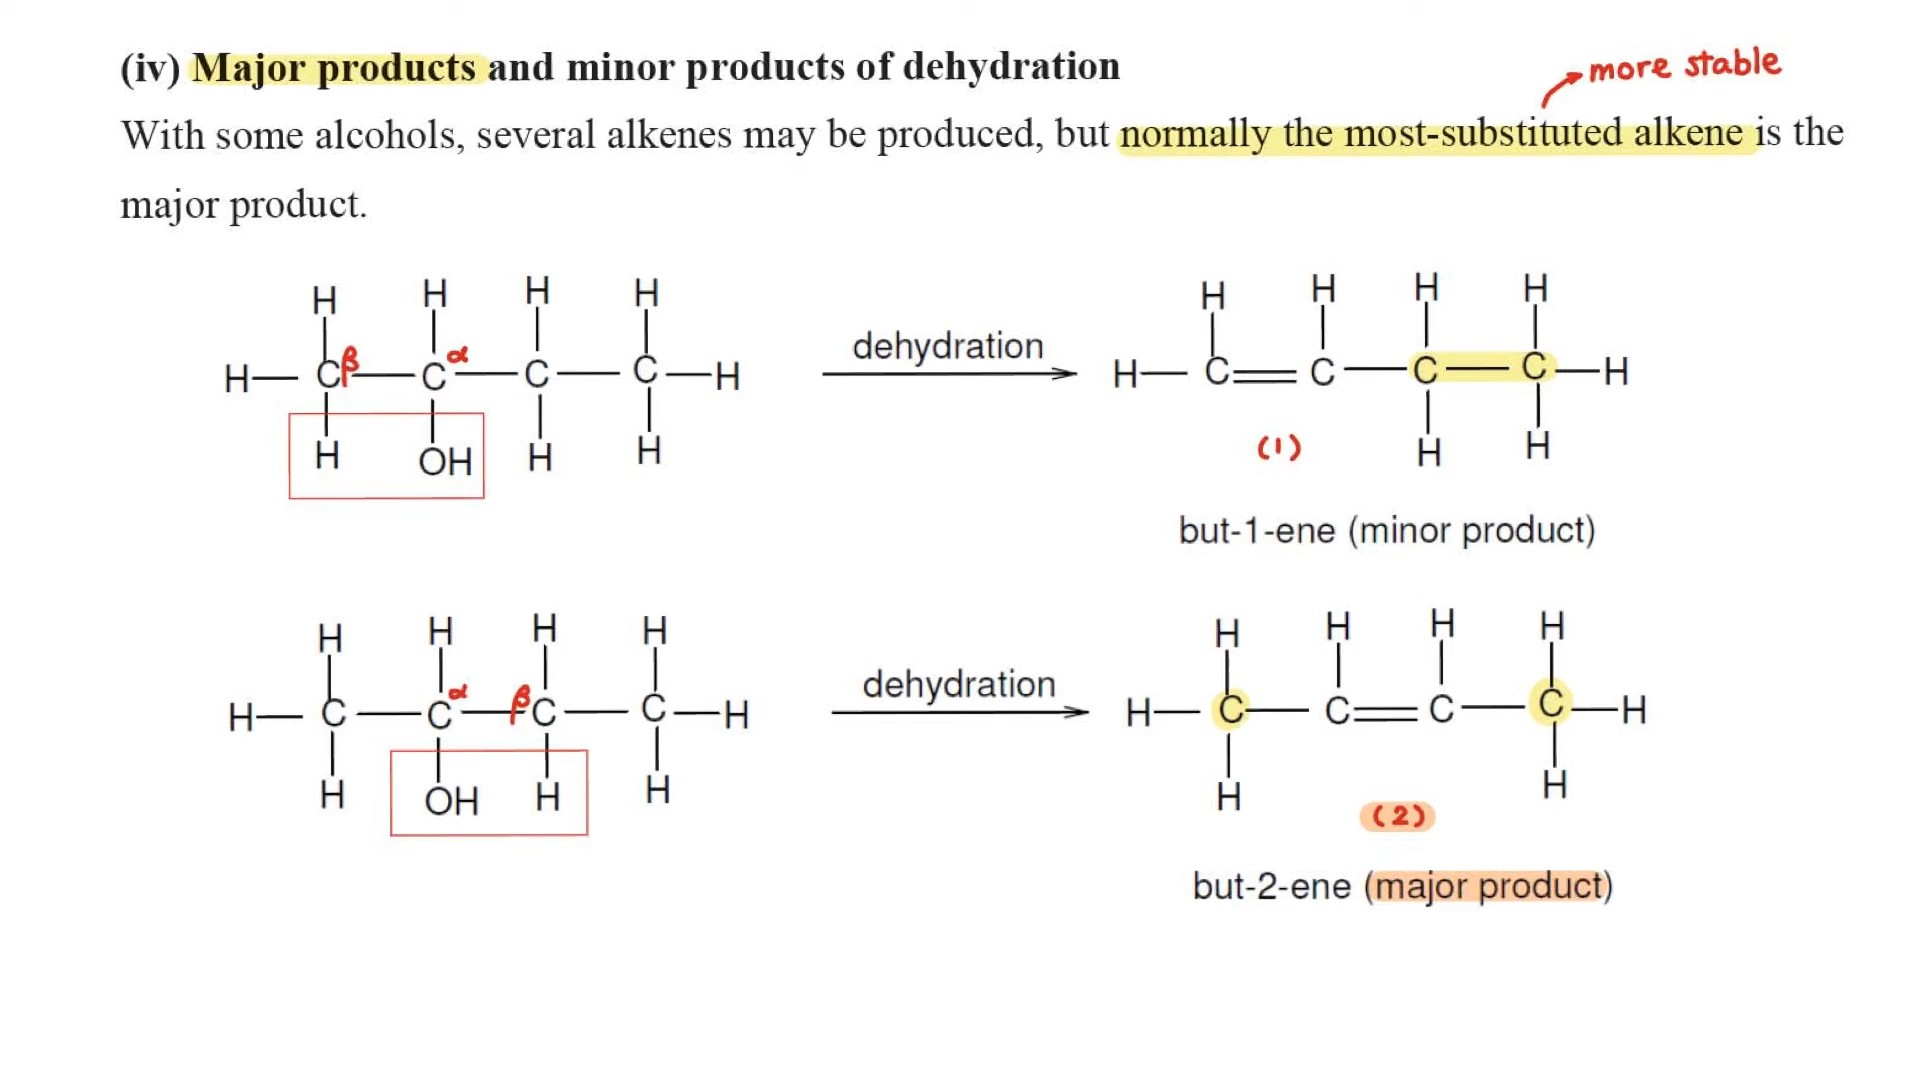 (iv) Major products and minor products of dehydration
more stable
With some alcohols, several alkenes may be produced, but normally the most-substituted alkene is the
major product.
H H H H
H C β C α C C H
H OH H H
dehydration
H H H H
H C C C C H
(1)
H H
but-1-ene (minor product)
H H H H
H C C α β C C H
H OH H H
dehydration
H H H H
H C C C C H
H H
(2)
but-2-ene (major product)